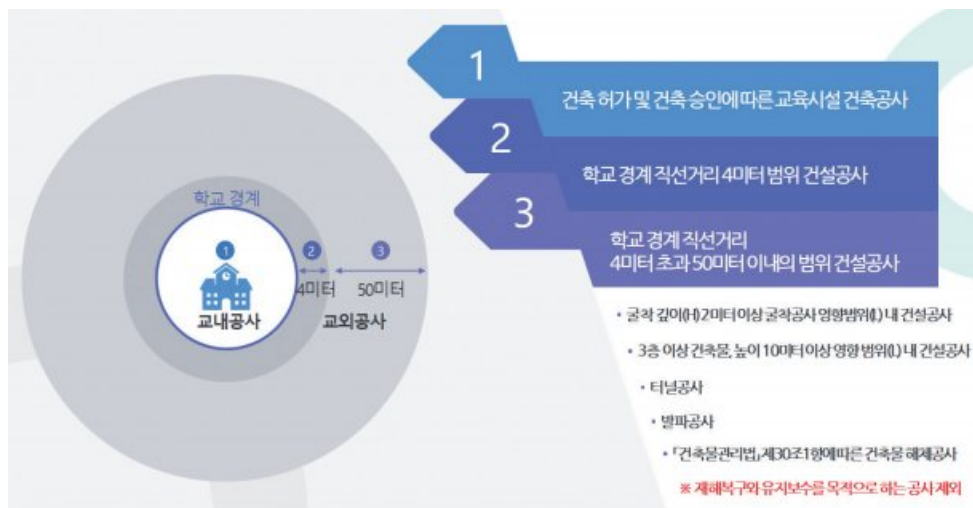 1
건축 허가 및 건축 승인에 따른 교육시설 건축공사
2
학교 경계 직선거리 4미터 범위 건설공사
3
학교 경계 직선거리
4미터 초과 50미터 이내의 범위 건설공사
• 굴착 깊이(H) 2미터 이상 굴착공사 영향범위(L) 내 건설공사
• 3층 이상 건축물, 높이 10미터 이상 영향 범위(L) 내 건설공사
• 터널공사
• 발파공사
• 「건축물관리법」 제30조1항에 따른 건축물 해체공사
※ 재해복구와 유지보수를 목적으로 하는 공사 제외
학교 경계
1
2
3
4미터
50미터
교내공사
교외공사